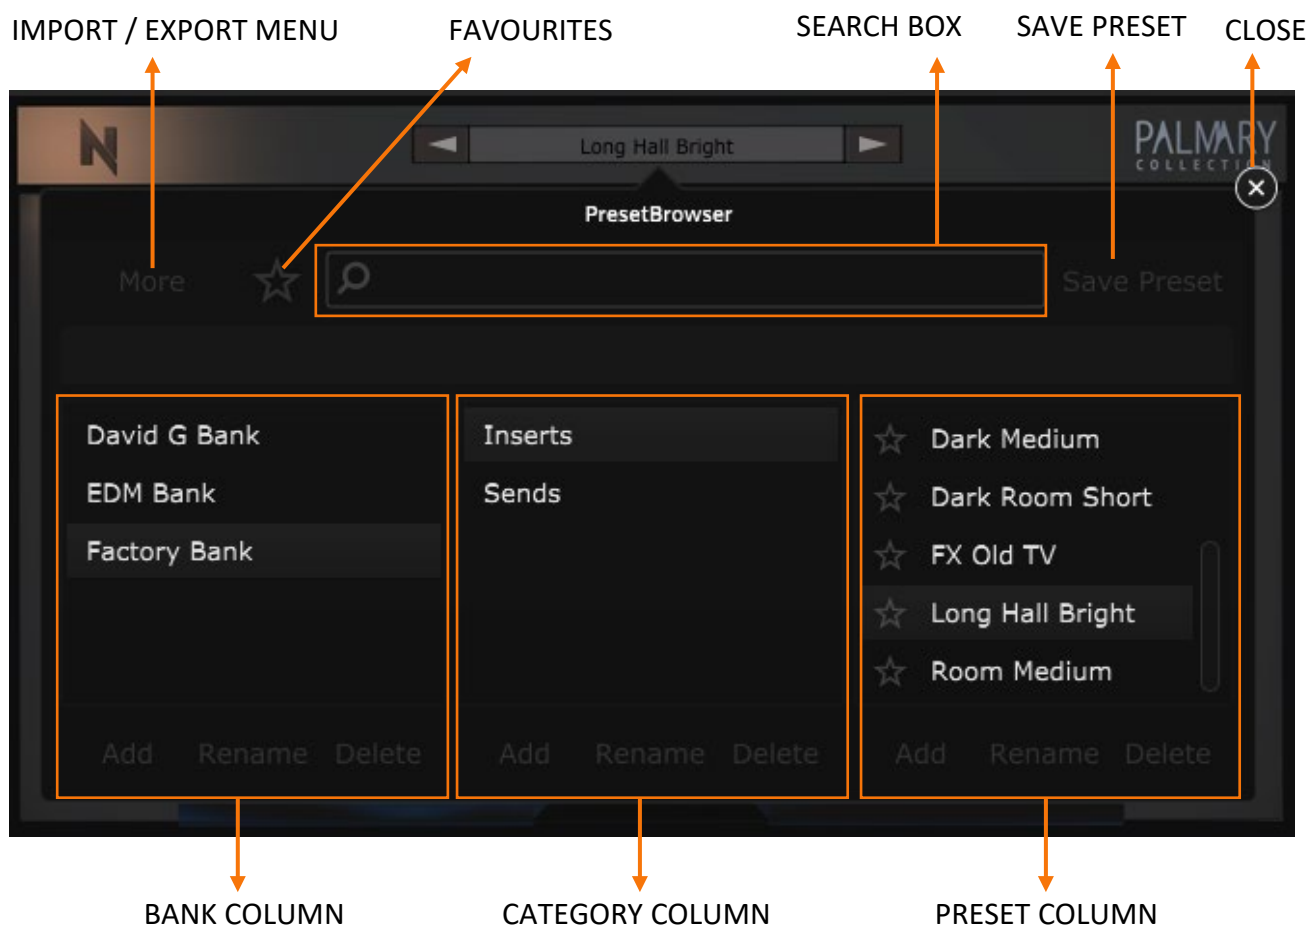 IMPORT / EXPORT MENU
FAVOURITES
SEARCH BOX
SAVE PRESET
CLOSE
N
Long Hall Bright
PALMARY
COLLECTION
PresetBrowser
More
Save Preset
David G Bank
EDM Bank
Factory Bank
Add Rename Delete
Inserts
Sends
Add Rename Delete
Dark Medium
Dark Room Short
FX Old TV
Long Hall Bright
Room Medium
Add Rename Delete
BANK COLUMN
CATEGORY COLUMN
PRESET COLUMN